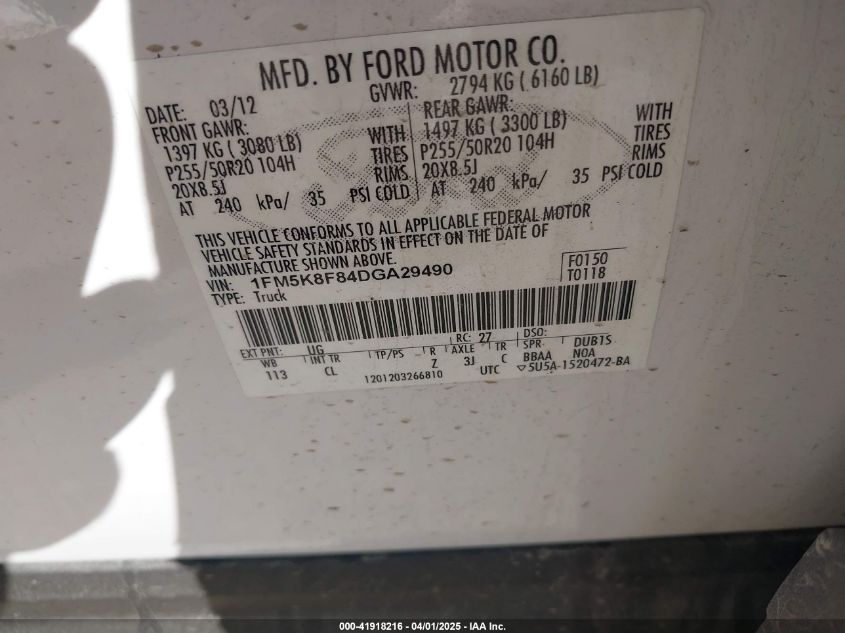 MFD. BY FORD MOTOR CO.
DATE: 03/12 GVWR: 2794 KG ( 6160 LB)
FRONT GAWR: REAR GAWR:
1397 KG ( 3080 LB) WITH 1497 KG ( 3300 LB) WITH
P255/50R20 104H TIRES P255/50R20 104H TIRES
20X8.5J RIMS 20X8.5J RIMS
AT 240 kPa/ 35 PSI COLD AT 240 kPa/ 35 PSI COLD
THIS VEHICLE CONFORMS TO ALL APPLICABLE FEDERAL MOTOR
VEHICLE SAFETY STANDARDS IN EFFECT ON THE DATE OF
MANUFACTURE SHOWN ABOVE.
VIN: 1FM5K8F84DGA29490 F0150
TYPE: Truck T0118
EXT PNT: UG RC: 27 DSO:
WB INT TR TP/PS R AXLE TR SPR DUB1S
113 CL Z 3J C BBAA NOA
1201203266810 UTC ▽5U5A-1520472-BA
000-41918216 - 04/01/2025 - IAA Inc.